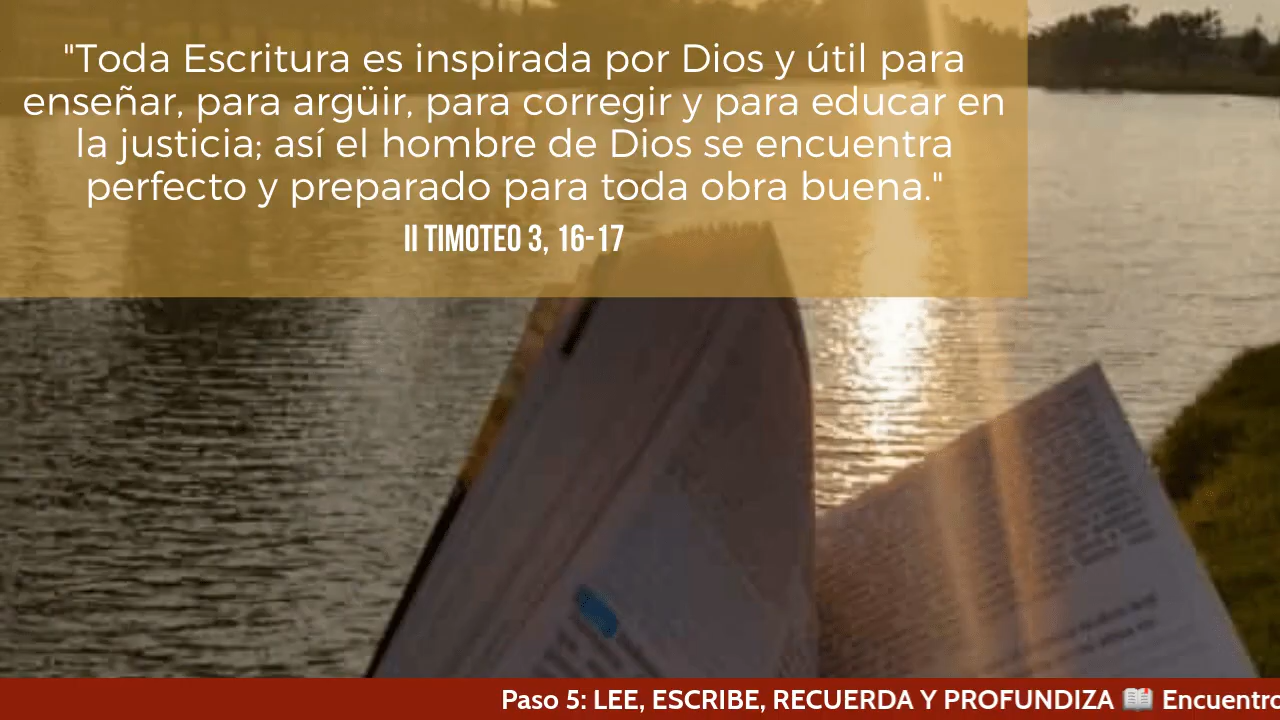 "Toda Escritura es inspirada por Dios y útil para
enseñar, para argüir, para corregir y para educar en
la justicia; así el hombre de Dios se encuentra
perfecto y preparado para toda obra buena."
II TIMOTEO 3, 16-17
Paso 5: LEE, ESCRIBE, RECUERDA Y PROFUNDIZA 📖 Encuentro